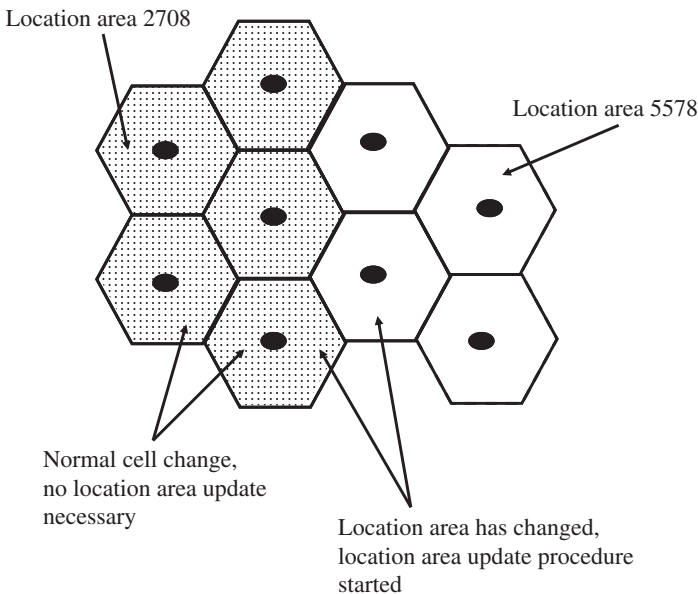 Location area 2708
Location area 5578
Normal cell change,
no location area update
necessary
Location area has changed,
location area update procedure
started